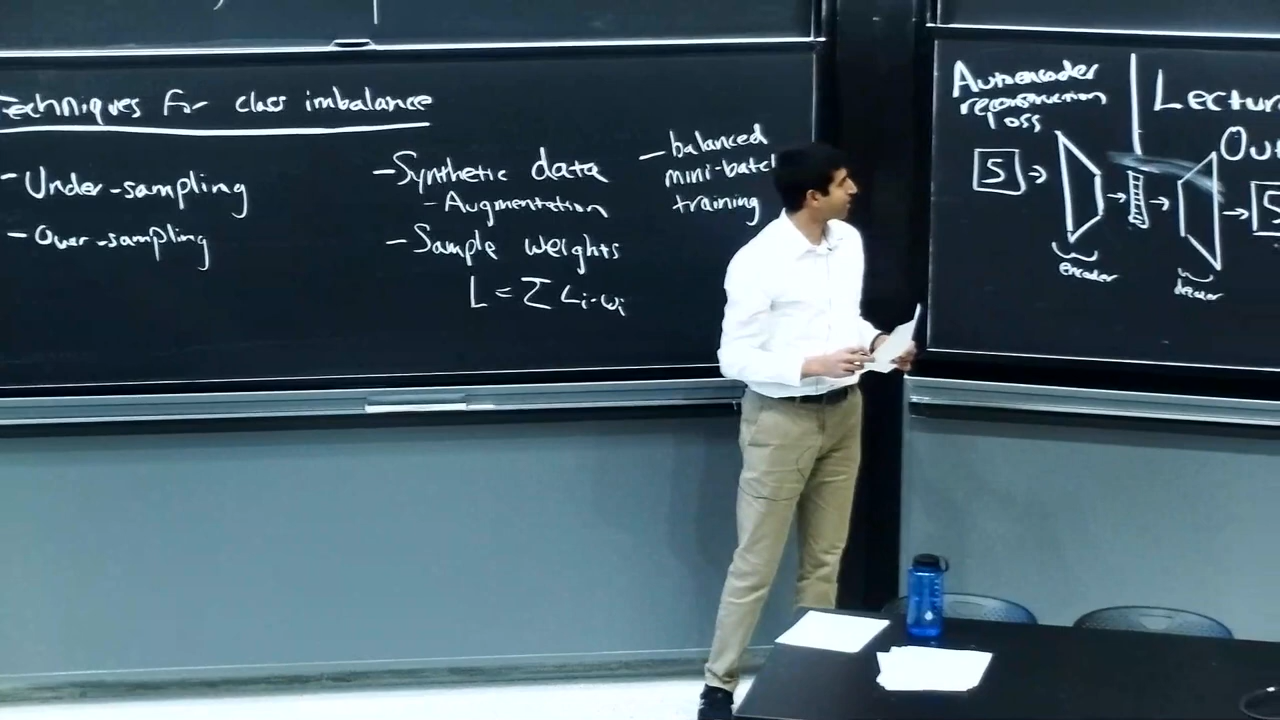 Techniques for class imbalance
- Under-sampling
- Over-sampling
- Synthetic data
- Augmentation
- Sample weights
L = Σ Li · ωi
- balanced
mini-batch
training
Autoencoder
reconstruction
loss
5
encoder
decoder
5
Lectur
Out